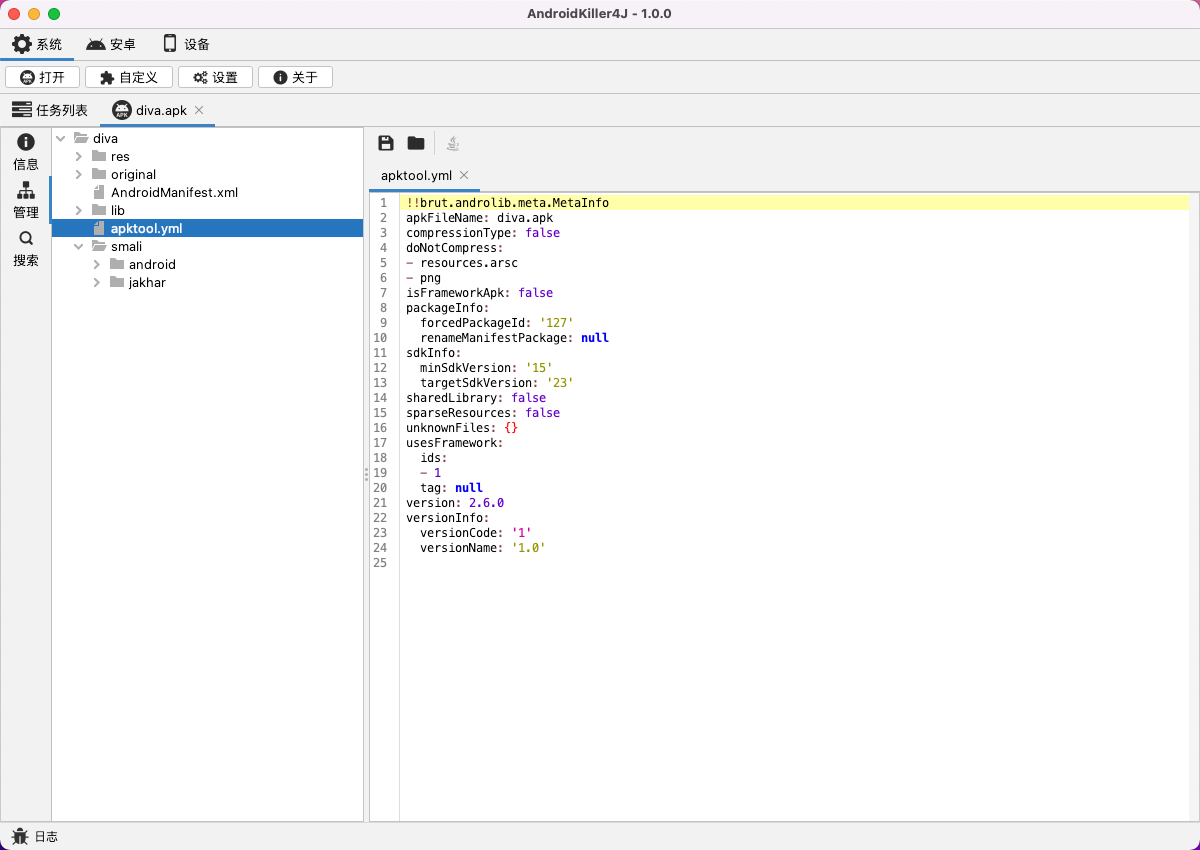 AndroidKiller4J - 1.0.0
系统 安卓 设备
打开 自定义 设置 关于
任务列表 diva.apk
信息
管理
搜索
diva
res
original
AndroidManifest.xml
lib
apktool.yml
smali
android
jakhar
apktool.yml
1 !!brut.androlib.meta.MetaInfo
2 apkFileName: diva.apk
3 compressionType: false
4 doNotCompress:
5 - resources.arsc
6 - png
7 isFrameworkApk: false
8 packageInfo:
9   forcedPackageId: '127'
10   renameManifestPackage: null
11 sdkInfo:
12   minSdkVersion: '15'
13   targetSdkVersion: '23'
14 sharedLibrary: false
15 sparseResources: false
16 unknownFiles: {}
17 usesFramework:
18   ids:
19   - 1
20   tag: null
21 version: 2.6.0
22 versionInfo:
23   versionCode: '1'
24   versionName: '1.0'
25
日志